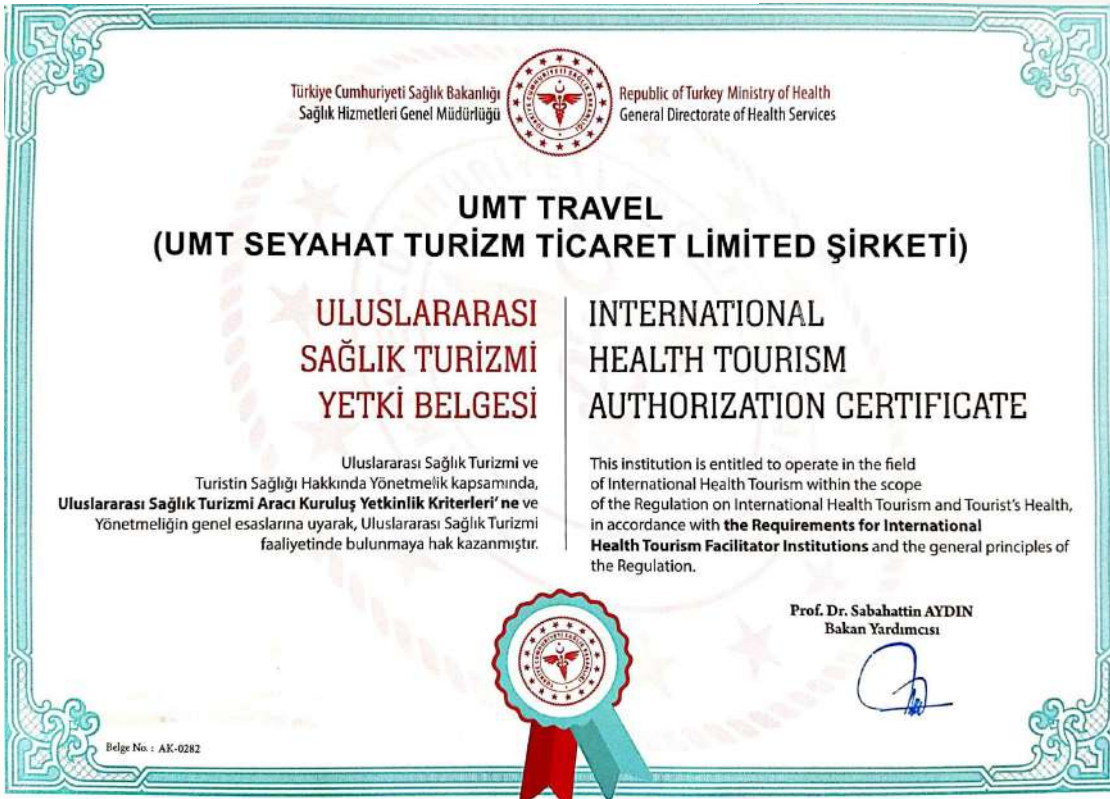 Türkiye Cumhuriyeti Sağlık Bakanlığı
Sağlık Hizmetleri Genel Müdürlüğü
Republic of Turkey Ministry of Health
General Directorate of Health Services
UMT TRAVEL
(UMT SEYAHAT TURİZM TİCARET LİMİTED ŞİRKETİ)
ULUSLARARASI
SAĞLIK TURİZMİ
YETKİ BELGESİ
INTERNATIONAL
HEALTH TOURISM
AUTHORIZATION CERTIFICATE
Uluslararası Sağlık Turizmi ve
Turistin Sağlığı Hakkında Yönetmelik kapsamında,
Uluslararası Sağlık Turizmi Aracı Kuruluş Yetkinlik Kriterleri' ne ve
Yönetmeliğin genel esaslarına uyarak, Uluslararası Sağlık Turizmi
faaliyetinde bulunmaya hak kazanmıştır.
This institution is entitled to operate in the field
of International Health Tourism within the scope
of the Regulation on International Health Tourism and Tourist's Health,
in accordance with the Requirements for International
Health Tourism Facilitator Institutions and the general principles of
the Regulation.
Prof. Dr. Sabahattin AYDIN
Bakan Yardımcısı
Belge No. : AK-0282